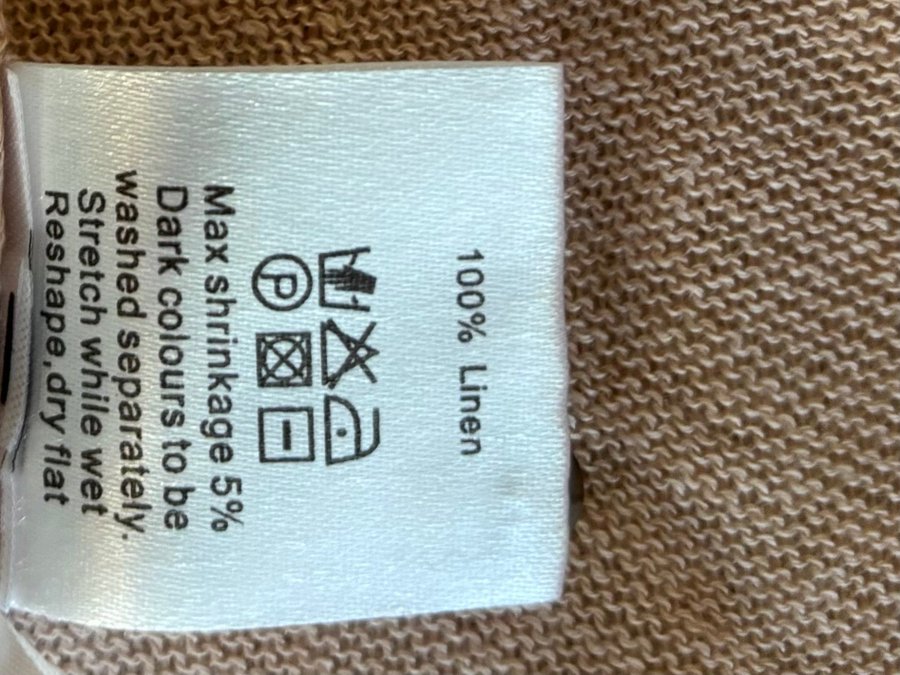 100% Linen
P
Max shrinkage 5%
Dark colours to be
washed separately.
Stretch while wet
Reshape,dry flat